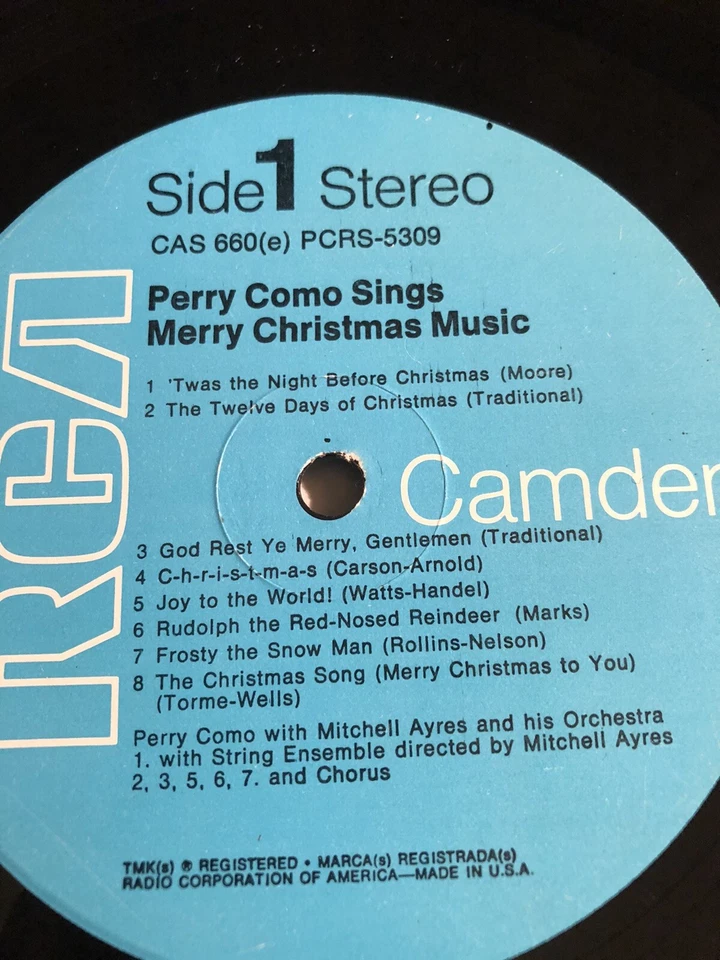 Side 1 Stereo
CAS 660(e) PCRS-5309
Perry Como Sings
Merry Christmas Music
1 'Twas the Night Before Christmas (Moore)
2 The Twelve Days of Christmas (Traditional)
RCA
Camden
3 God Rest Ye Merry, Gentlemen (Traditional)
4 C-h-r-i-s-t-m-a-s (Carson-Arnold)
5 Joy to the World! (Watts-Handel)
6 Rudolph the Red-Nosed Reindeer (Marks)
7 Frosty the Snow Man (Rollins-Nelson)
8 The Christmas Song (Merry Christmas to You)
(Torme-Wells)
Perry Como with Mitchell Ayres and his Orchestra
1. with String Ensemble directed by Mitchell Ayres
2, 3, 5, 6, 7. and Chorus
TMK(s) ® REGISTERED • MARCA(s) REGISTRADA(s)
RADIO CORPORATION OF AMERICA—MADE IN U.S.A.